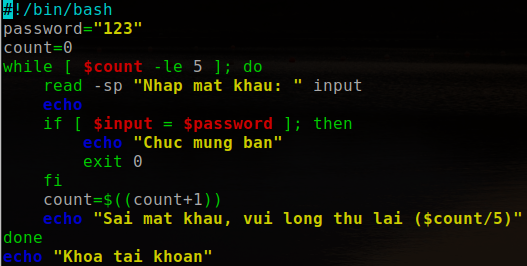 #!/bin/bash
password="123"
count=0
while [ $count -le 5 ]; do
    read -sp "Nhap mat khau: " input
    echo
    if [ $input = $password ]; then
        echo "Chuc mung ban"
        exit 0
    fi
    count=$((count+1))
    echo "Sai mat khau, vui long thu lai ($count/5)"
done
echo "Khoa tai khoan"